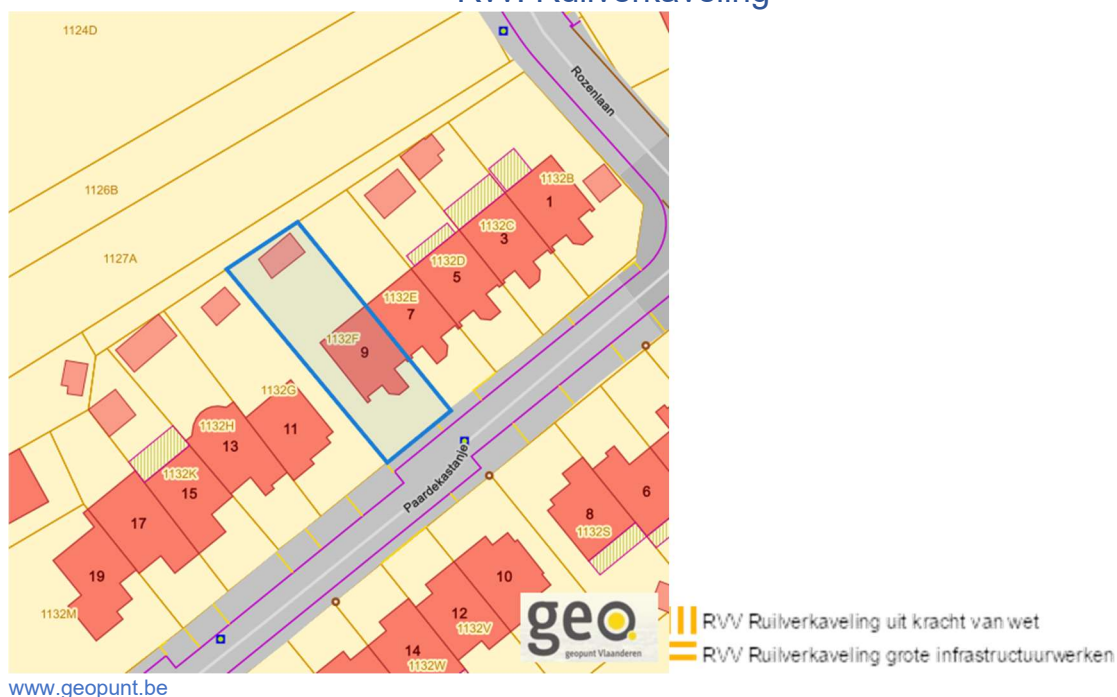 RVV Ruilverkaveling
1124D
Rozenlaan
1126B
1132B
1
1132C
3
1127A
1132D
5
1132E
7
1132F
9
1132G
11
1132H
13
1132K
15
17
19
1132M
Paardekastanje
6
8
1132S
10
12
1132V
14
1132W
geo.
geopunt Vlaanderen
RVV Ruilverkaveling uit kracht van wet
RVV Ruilverkaveling grote infrastructuurwerken
www.geopunt.be